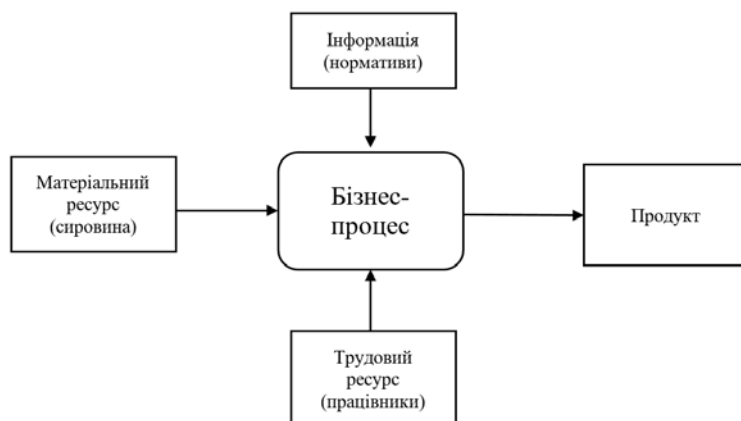 Інформація
(нормативи)
Матеріальний
ресурс
(сировина)
Бізнес-
процес
Продукт
Трудовий
ресурс
(працівники)